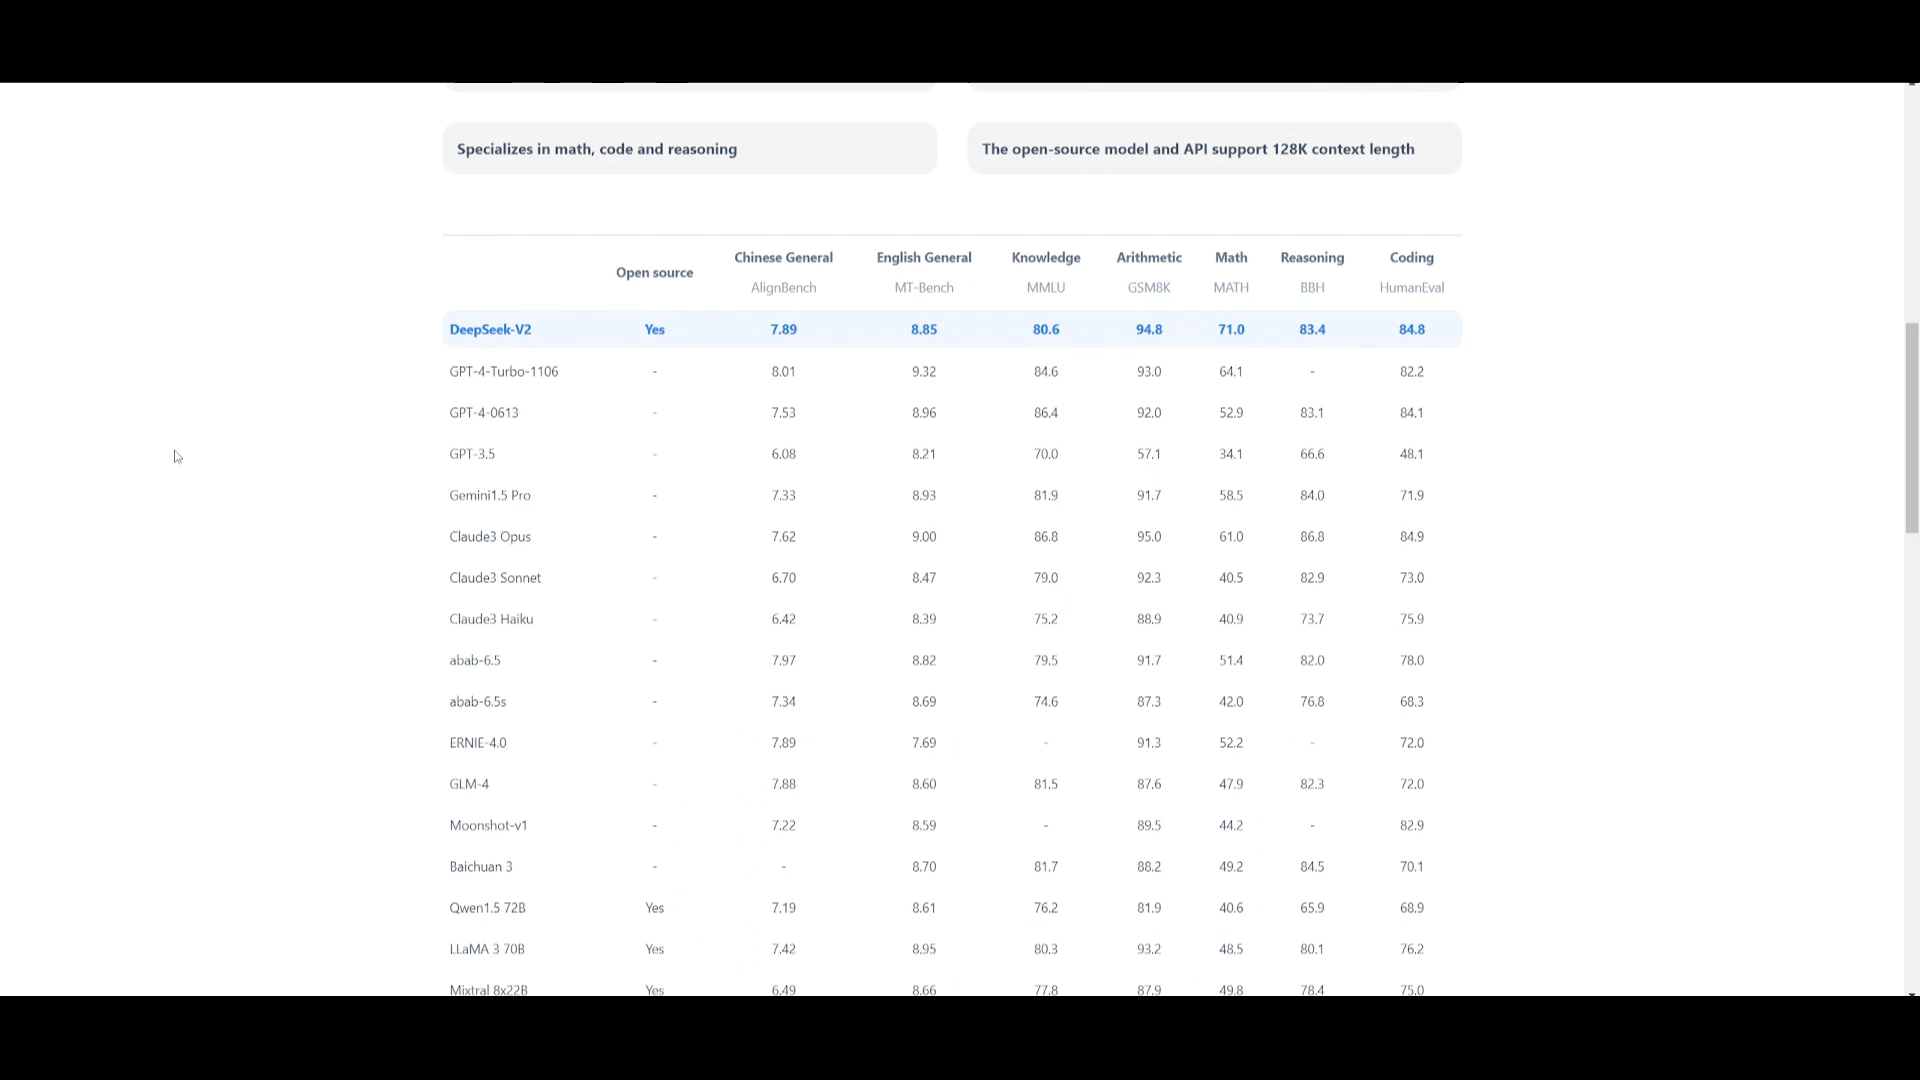 Specializes in math, code and reasoning
The open-source model and API support 128K context length
Open source Chinese General English General Knowledge Arithmetic Math Reasoning Coding
AlignBench MT-Bench MMLU GSM8K MATH BBH HumanEval
DeepSeek-V2 Yes 7.89 8.85 80.6 94.8 71.0 83.4 84.8
GPT-4-Turbo-1106 - 8.01 9.32 84.6 93.0 64.1 - 82.2
GPT-4-0613 - 7.53 8.96 86.4 92.0 52.9 83.1 84.1
GPT-3.5 - 6.08 8.21 70.0 57.1 34.1 66.6 48.1
Gemini1.5 Pro - 7.33 8.93 81.9 91.7 58.5 84.0 71.9
Claude3 Opus - 7.62 9.00 86.8 95.0 61.0 86.8 84.9
Claude3 Sonnet - 6.70 8.47 79.0 92.3 40.5 82.9 73.0
Claude3 Haiku - 6.42 8.39 75.2 88.9 40.9 73.7 75.9
abab-6.5 - 7.97 8.82 79.5 91.7 51.4 82.0 78.0
abab-6.5s - 7.34 8.69 74.6 87.3 42.0 76.8 68.3
ERNIE-4.0 - 7.89 7.69 - 91.3 52.2 - 72.0
GLM-4 - 7.88 8.60 81.5 87.6 47.9 82.3 72.0
Moonshot-v1 - 7.22 8.59 - 89.5 44.2 - 82.9
Baichuan 3 - - 8.70 81.7 88.2 49.2 84.5 70.1
Qwen1.5 72B Yes 7.19 8.61 76.2 81.9 40.6 65.9 68.9
LLaMA 3 70B Yes 7.42 8.95 80.3 93.2 48.5 80.1 76.2
Mixtral 8x22B Yes 6.49 8.66 77.8 87.9 49.8 78.4 75.0